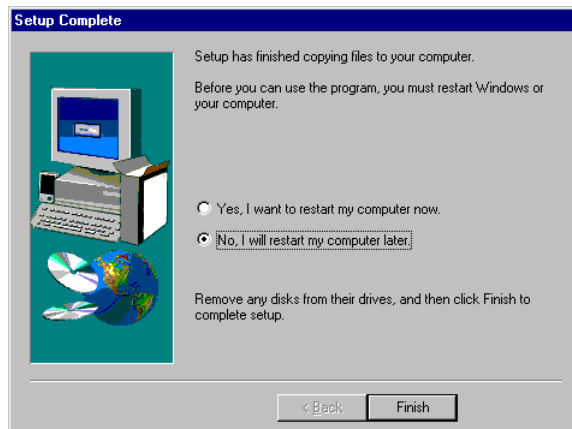 Setup Complete
Setup has finished copying files to your computer.
Before you can use the program, you must restart Windows or
your computer.
Yes, I want to restart my computer now.
No, I will restart my computer later.
Remove any disks from their drives, and then click Finish to
complete setup.
< Back
Finish